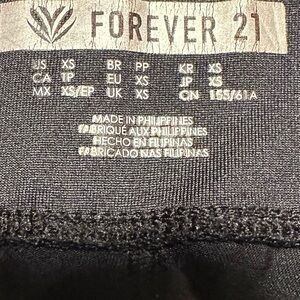 FOREVER 21
US XS BR PP KR XS
CA TP EU XS JP XS
MX XS/EP UK XS CN 155/61A
MADE IN PHILIPPINES
FABRIQUÉ AUX PHILIPPINES
HECHO EN FILIPINAS
FABRICADO NAS FILIPINAS